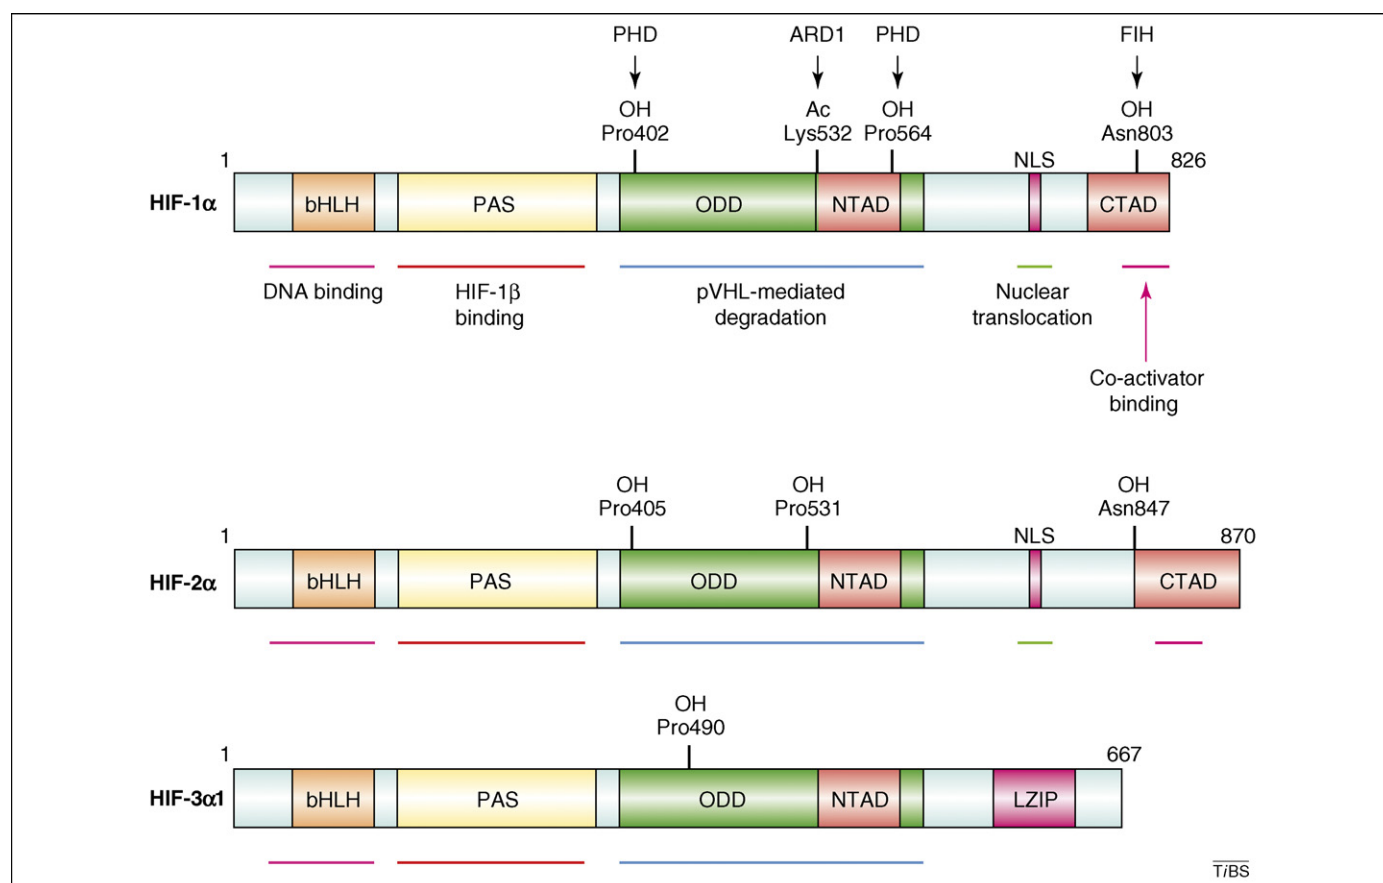 PHD ARD1 PHD FIH
OH Ac OH OH
Pro402 Lys532 Pro564 Asn803
1 NLS 826
HIF-1α bHLH PAS ODD NTAD CTAD
DNA binding HIF-1β pVHL-mediated Nuclear
binding degradation translocation
Co-activator
binding
OH OH OH
Pro405 Pro531 Asn847
1 NLS 870
HIF-2α bHLH PAS ODD NTAD CTAD
OH
Pro490
1 667
HIF-3α1 bHLH PAS ODD NTAD LZIP
TiBS